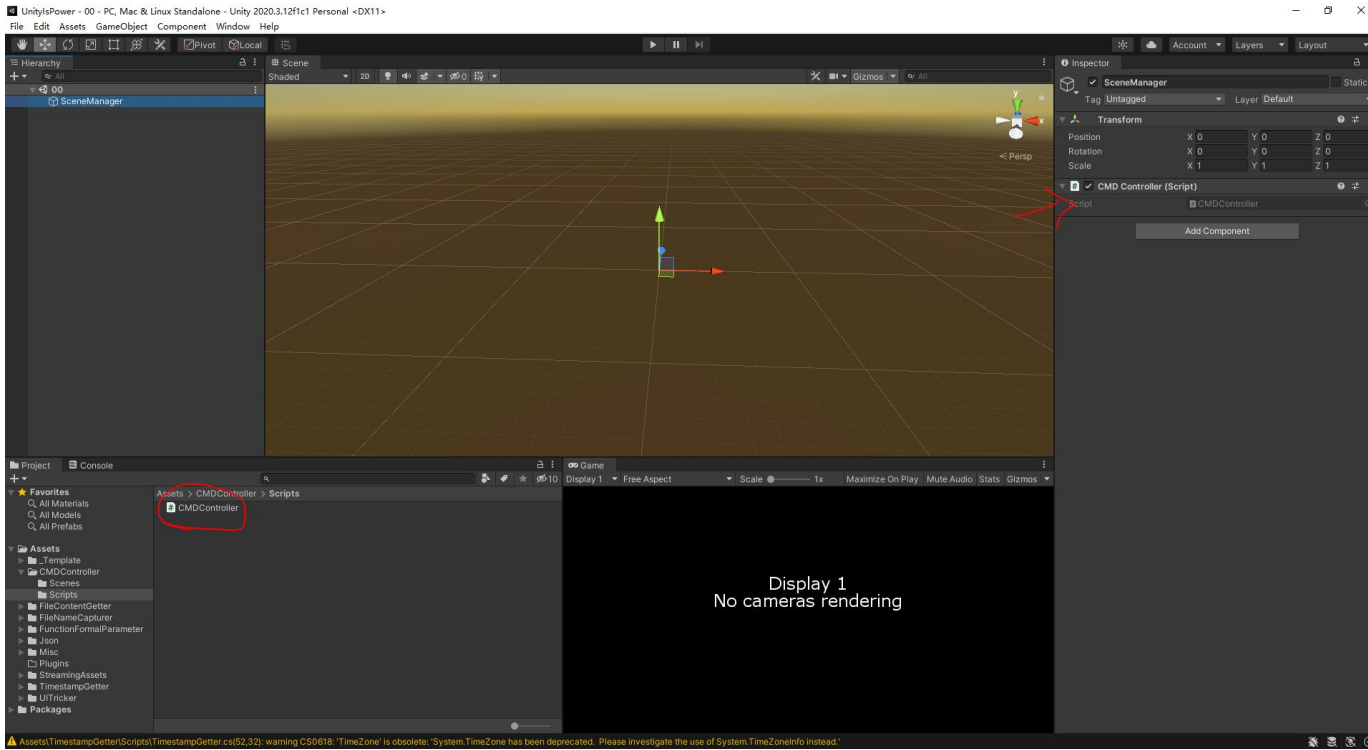 UnityIsPower - 00 - PC, Mac & Linux Standalone - Unity 2020.3.12f1c1 Personal <DX11>
File Edit Assets GameObject Component Window Help
Pivot Local Account Layers Layout
Hierarchy
All
00
SceneManager
Scene
Shaded 2D 0 Gizmos All
y
x
Persp
Inspector
SceneManager Static
Tag Untagged Layer Default
Transform
Position X 0 Y 0 Z 0
Rotation X 0 Y 0 Z 0
Scale X 1 Y 1 Z 1
CMD Controller (Script)
Script CMDController
Add Component
Project Console
10
Favorites
All Materials
All Models
All Prefabs
Assets
_Template
CMDController
Scenes
Scripts
FileContentGetter
FileNameCapturer
FunctionFormalParameter
Json
Misc
Plugins
StreamingAssets
TimestampGetter
UITricker
Packages
Assets > CMDController > Scripts
CMDController
Game
Display 1 Free Aspect Scale 1x Maximize On Play Mute Audio Stats Gizmos
Display 1
No cameras rendering
Assets\TimestampGetter\Scripts\TimestampGetter.cs(52,32): warning CS0618: 'TimeZone' is obsolete: 'System.TimeZone has been deprecated. Please investigate the use of System.TimeZoneInfo instead.'